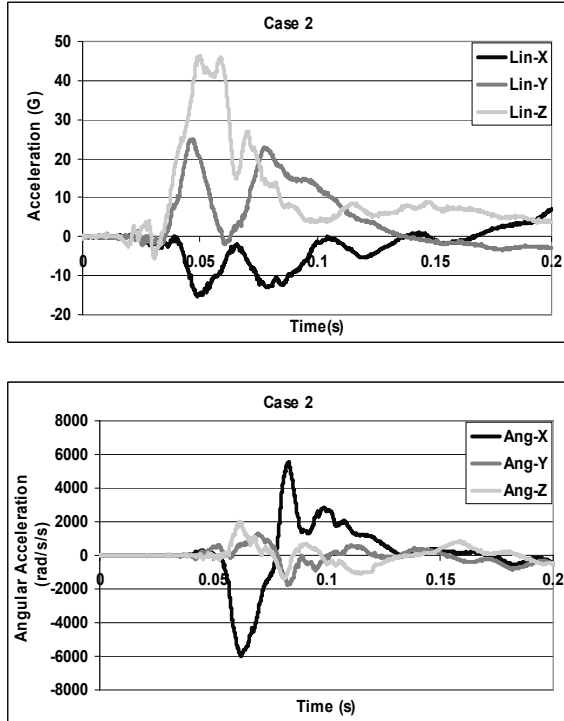 Case 2
50
40
30
20
10
0
-10
-20
Acceleration (G)
0 0.05 0.1 0.15 0.2
Time(s)
Lin-X
Lin-Y
Lin-Z
Case 2
8000
6000
4000
2000
0
-2000
-4000
-6000
-8000
Angular Acceleration
(rad/s/s)
0 0.05 0.1 0.15 0.2
Time (s)
Ang-X
Ang-Y
Ang-Z